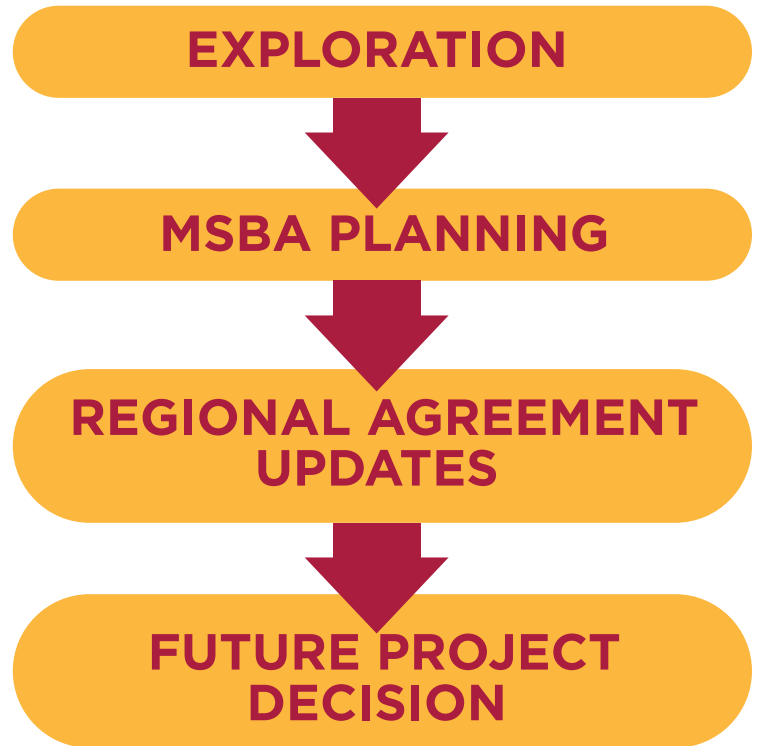 EXPLORATION
MSBA PLANNING
REGIONAL AGREEMENT
UPDATES
FUTURE PROJECT
DECISION